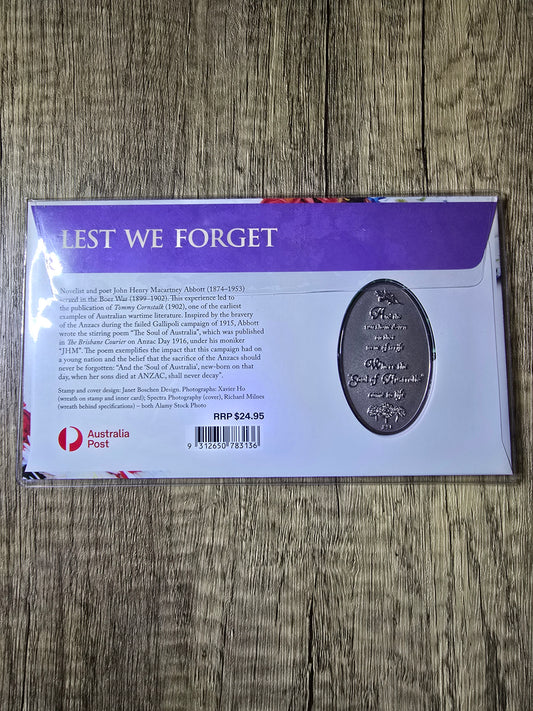 LEST WE FORGET
Novelist and poet John Henry Macartney Abbott (1874–1953)
served in the Boer War (1899–1902). This experience led to
the publication of Tommy Cornstalk (1902), one of the earliest
examples of Australian wartime literature. Inspired by the bravery
of the Anzacs during the failed Gallipoli campaign of 1915, Abbott
wrote the stirring poem "The Soul of Australia", which was published
in The Brisbane Courier on Anzac Day 1916, under his moniker
"JHM". The poem exemplifies the impact that this campaign had on
a young nation and the belief that the sacrifice of the Anzacs should
never be forgotten: "And the 'Soul of Australia', new-born on that
day, when her sons died at ANZAC, shall never decay".
Stamp and cover design: Janet Boschen Design. Photographs: Xavier Ho
(wreath on stamp and inner card); Spectra Photography (cover), Richard Milnes
(wreath behind specifications) – both Alamy Stock Photo
RRP $24.95
Australia
Post
9 312650 783136
Where the
Soul of Australia"
came to life